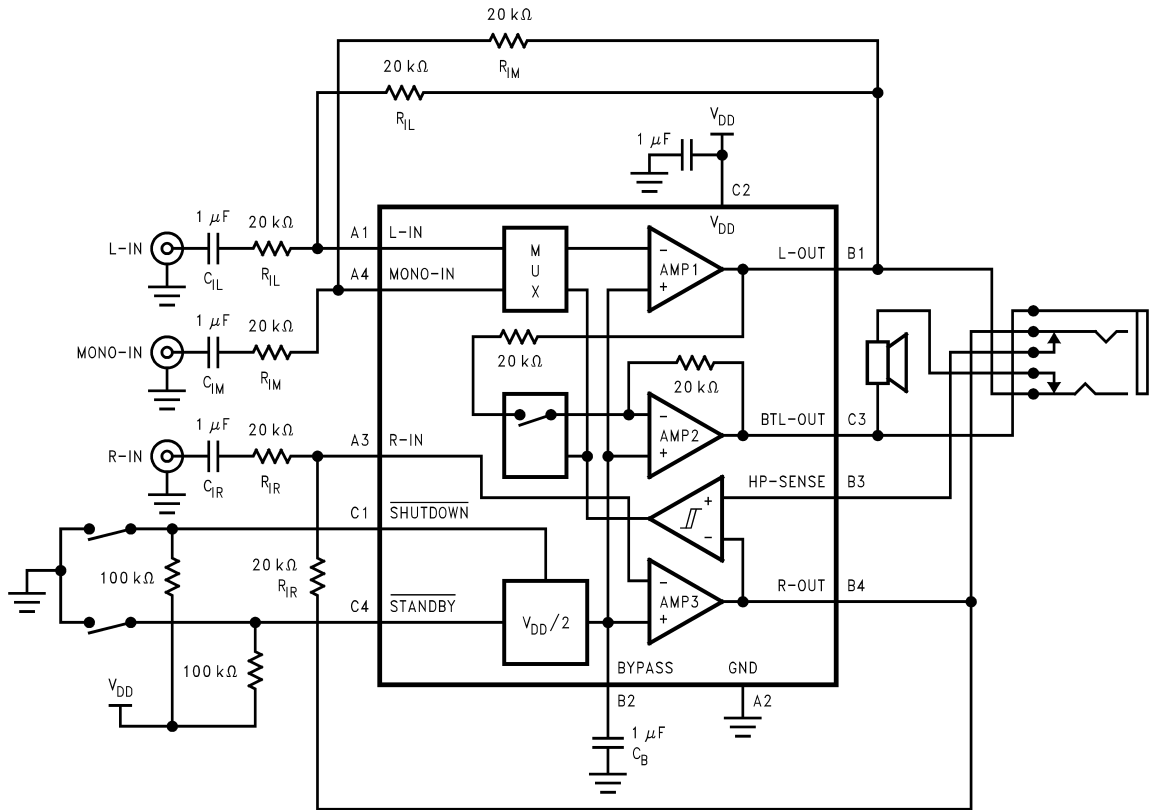 20 kΩ
R_IM
20 kΩ
R_IL
V_DD
1 μF
C2
V_DD
1 μF
20 kΩ
L-IN
C_IL
R_IL
A1
L-IN
A4
MONO-IN
M
U
X
AMP1
-
+
L-OUT
B1
1 μF
20 kΩ
MONO-IN
C_IM
R_IM
20 kΩ
20 kΩ
AMP2
-
+
BTL-OUT
C3
1 μF
20 kΩ
R-IN
C_IR
R_IR
A3
R-IN
HP-SENSE
B3
+
-
C1
SHUTDOWN
100 kΩ
20 kΩ
R_IR
C4
STANDBY
V_DD/2
AMP3
-
+
R-OUT
B4
100 kΩ
V_DD
BYPASS
GND
B2
A2
1 μF
C_B